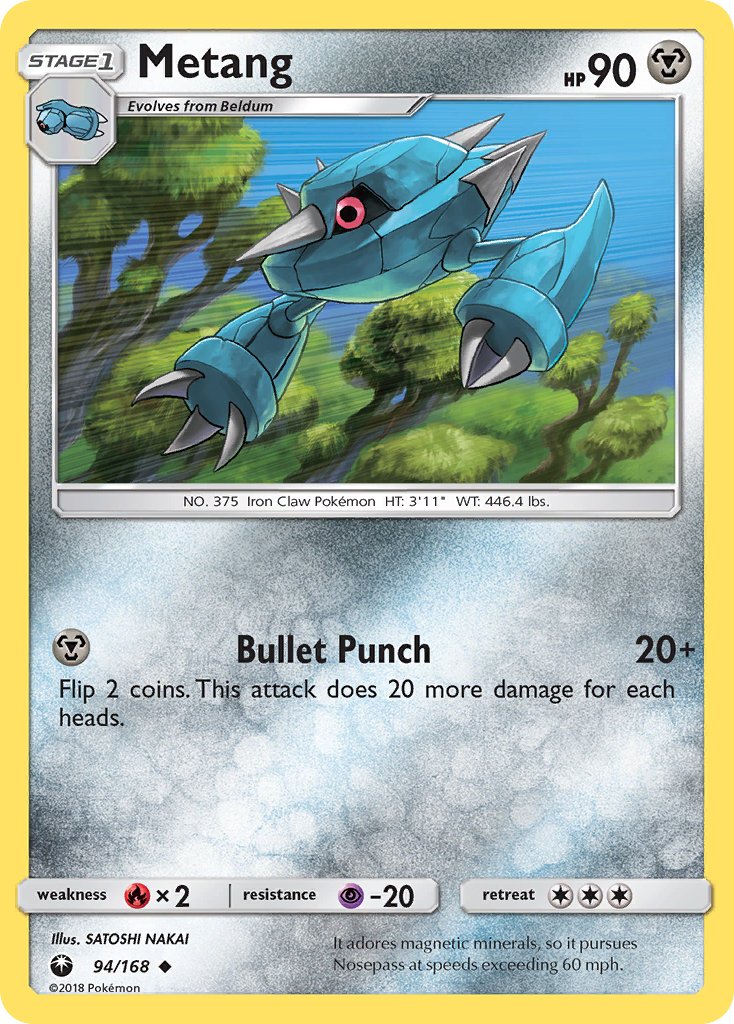 STAGE1
Metang
HP90
Evolves from Beldum
NO. 375 Iron Claw Pokémon HT: 3'11" WT: 446.4 lbs.
Bullet Punch 20+
Flip 2 coins. This attack does 20 more damage for each
heads.
weakness × 2 resistance –20 retreat
Illus. SATOSHI NAKAI
94/168
©2018 Pokémon
It adores magnetic minerals, so it pursues
Nosepass at speeds exceeding 60 mph.